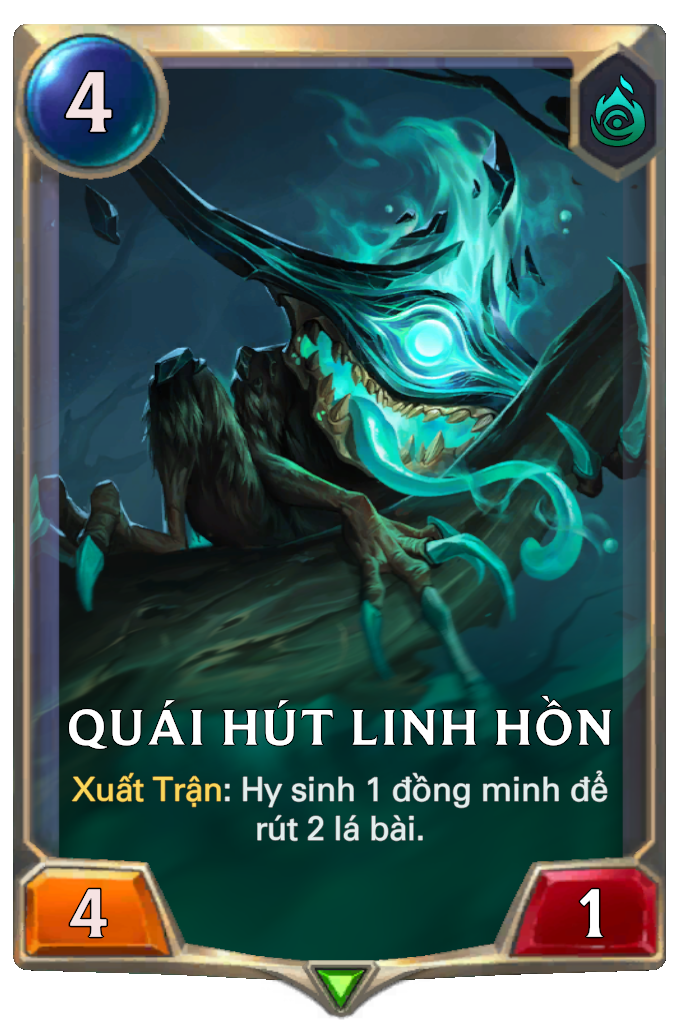 4
QUÁI HÚT LINH HỒN
Xuất Trận: Hy sinh 1 đồng minh để
rút 2 lá bài.
4
1